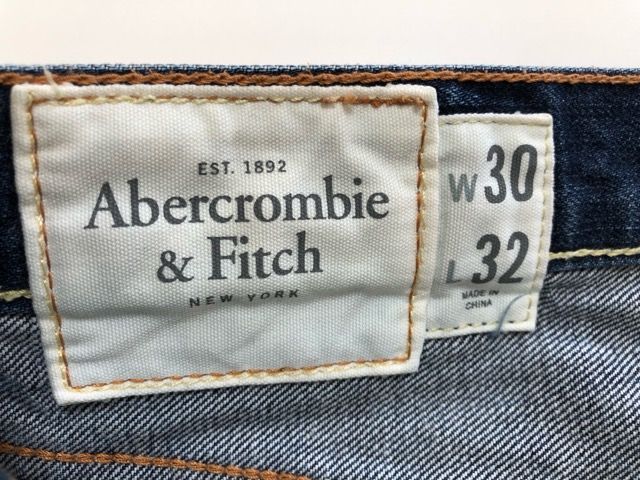 EST. 1892
Abercrombie
& Fitch
NEW YORK
W 30
L 32
MADE IN
CHINA